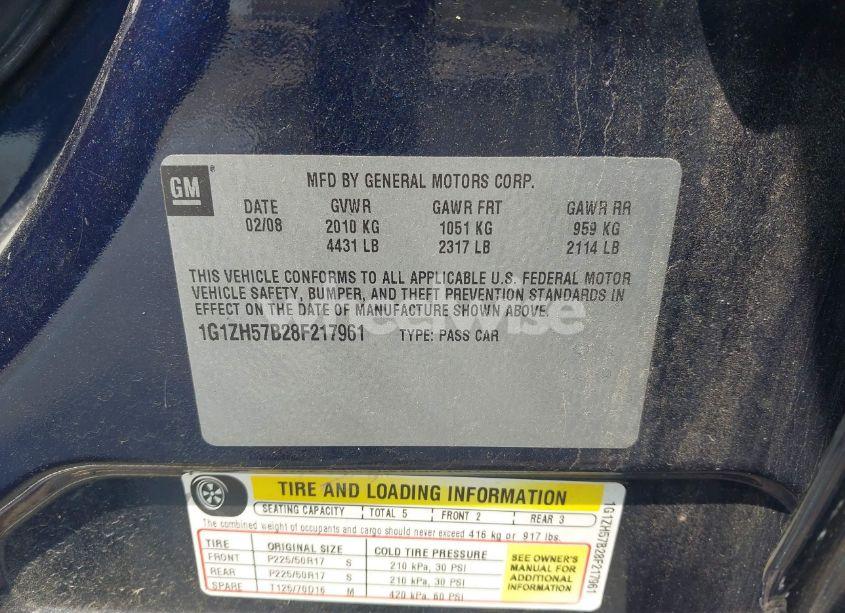 GM
MFD BY GENERAL MOTORS CORP.
DATE GVWR GAWR FRT GAWR RR
02/08 2010 KG 1051 KG 959 KG
4431 LB 2317 LB 2114 LB
THIS VEHICLE CONFORMS TO ALL APPLICABLE U.S. FEDERAL MOTOR
VEHICLE SAFETY, BUMPER, AND THEFT PREVENTION STANDARDS IN
EFFECT ON THE DATE OF MANUFACTURE SHOWN ABOVE.
1G1ZH57B28F217961 TYPE: PASS CAR
TIRE AND LOADING INFORMATION
SEATING CAPACITY TOTAL 5 FRONT 2 REAR 3
The combined weight of occupants and cargo should never exceed 416 kg or 917 lbs.
TIRE ORIGINAL SIZE COLD TIRE PRESSURE
FRONT P225/50R17 S 210 kPa, 30 PSI
REAR P225/50R17 S 210 kPa, 30 PSI
SPARE T125/70D16 M 420 kPa, 60 PSI
SEE OWNER'S
MANUAL FOR
ADDITIONAL
INFORMATION
1G1ZH57B28F217961